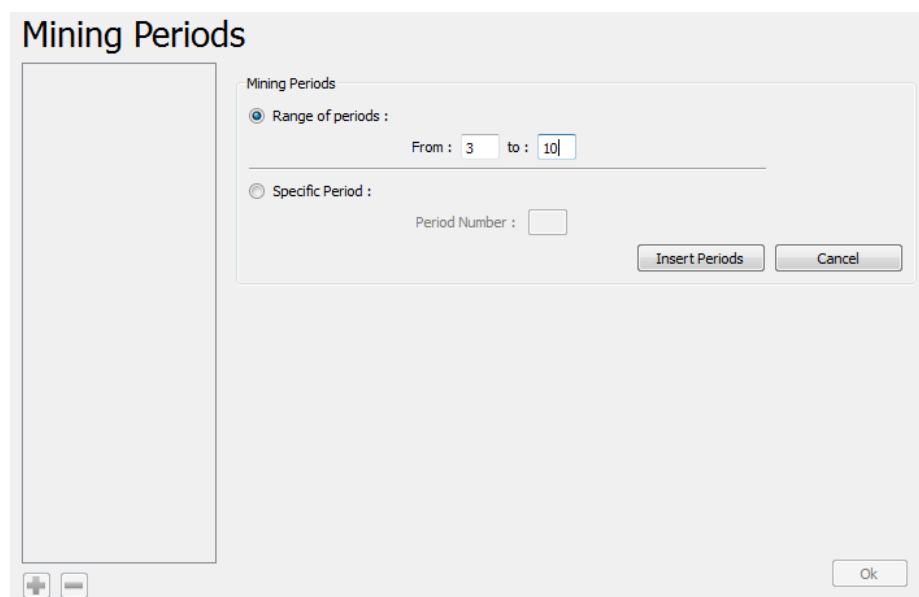 Mining Periods
Mining Periods
Range of periods :
From : 3 to : 10
Specific Period :
Period Number :
Insert Periods Cancel
Ok